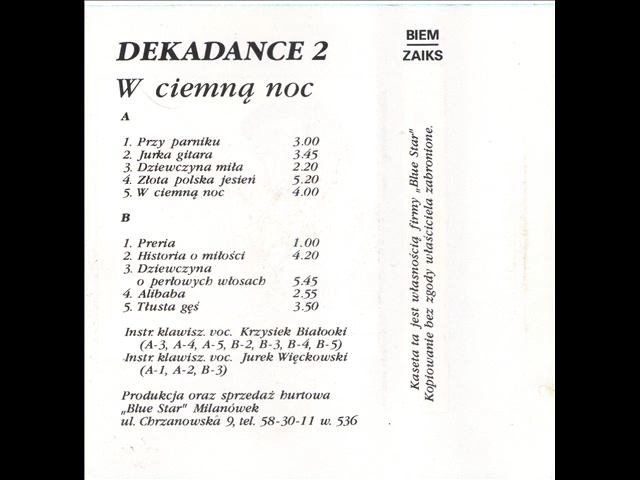 DEKADANCE 2
W ciemną noc
A
1. Przy parniku 3.00
2. Jurka gitara 3.45
3. Dziewczyna miła 2.20
4. Złota polska jesień 5.20
5. W ciemną noc 4.00
B
1. Preria 1.00
2. Historia o miłości 4.20
3. Dziewczyna
o perłowych włosach 5.45
4. Alibaba 2.55
5. Tłusta gęś 3.50
Instr. klawisz. voc. Krzysiek Białooki
(A-3, A-4, A-5, B-2, B-3, B-4, B-5)
Instr. klawisz. voc. Jurek Więckowski
(A-1, A-2, B-3)
Produkcja oraz sprzedaż hurtowa
„Blue Star" Milanówek
ul. Chrzanowska 9, tel. 58-30-11 w. 536
BIEM
ZAIKS
Kaseta ta jest własnością firmy „Blue Star"
Kopiowanie bez zgody właściciela zabronione.